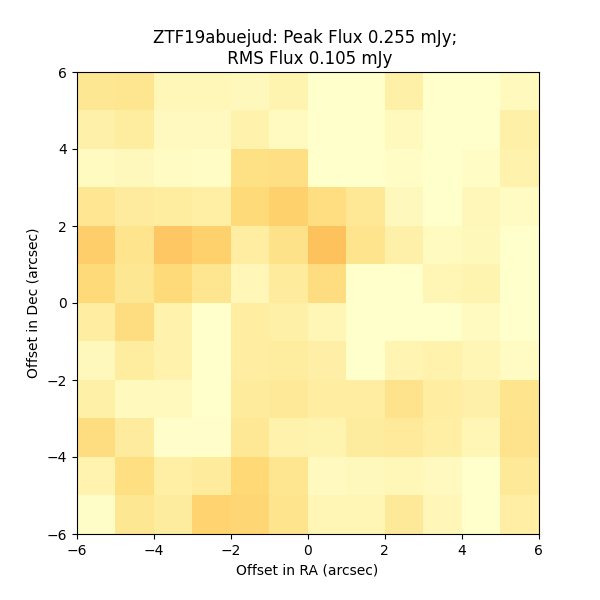 ZTF19abuejud: Peak Flux 0.255 mJy;
RMS Flux 0.105 mJy
6
4
2
0
−2
−4
−6
Offset in Dec (arcsec)
−6 −4 −2 0 2 4 6
Offset in RA (arcsec)